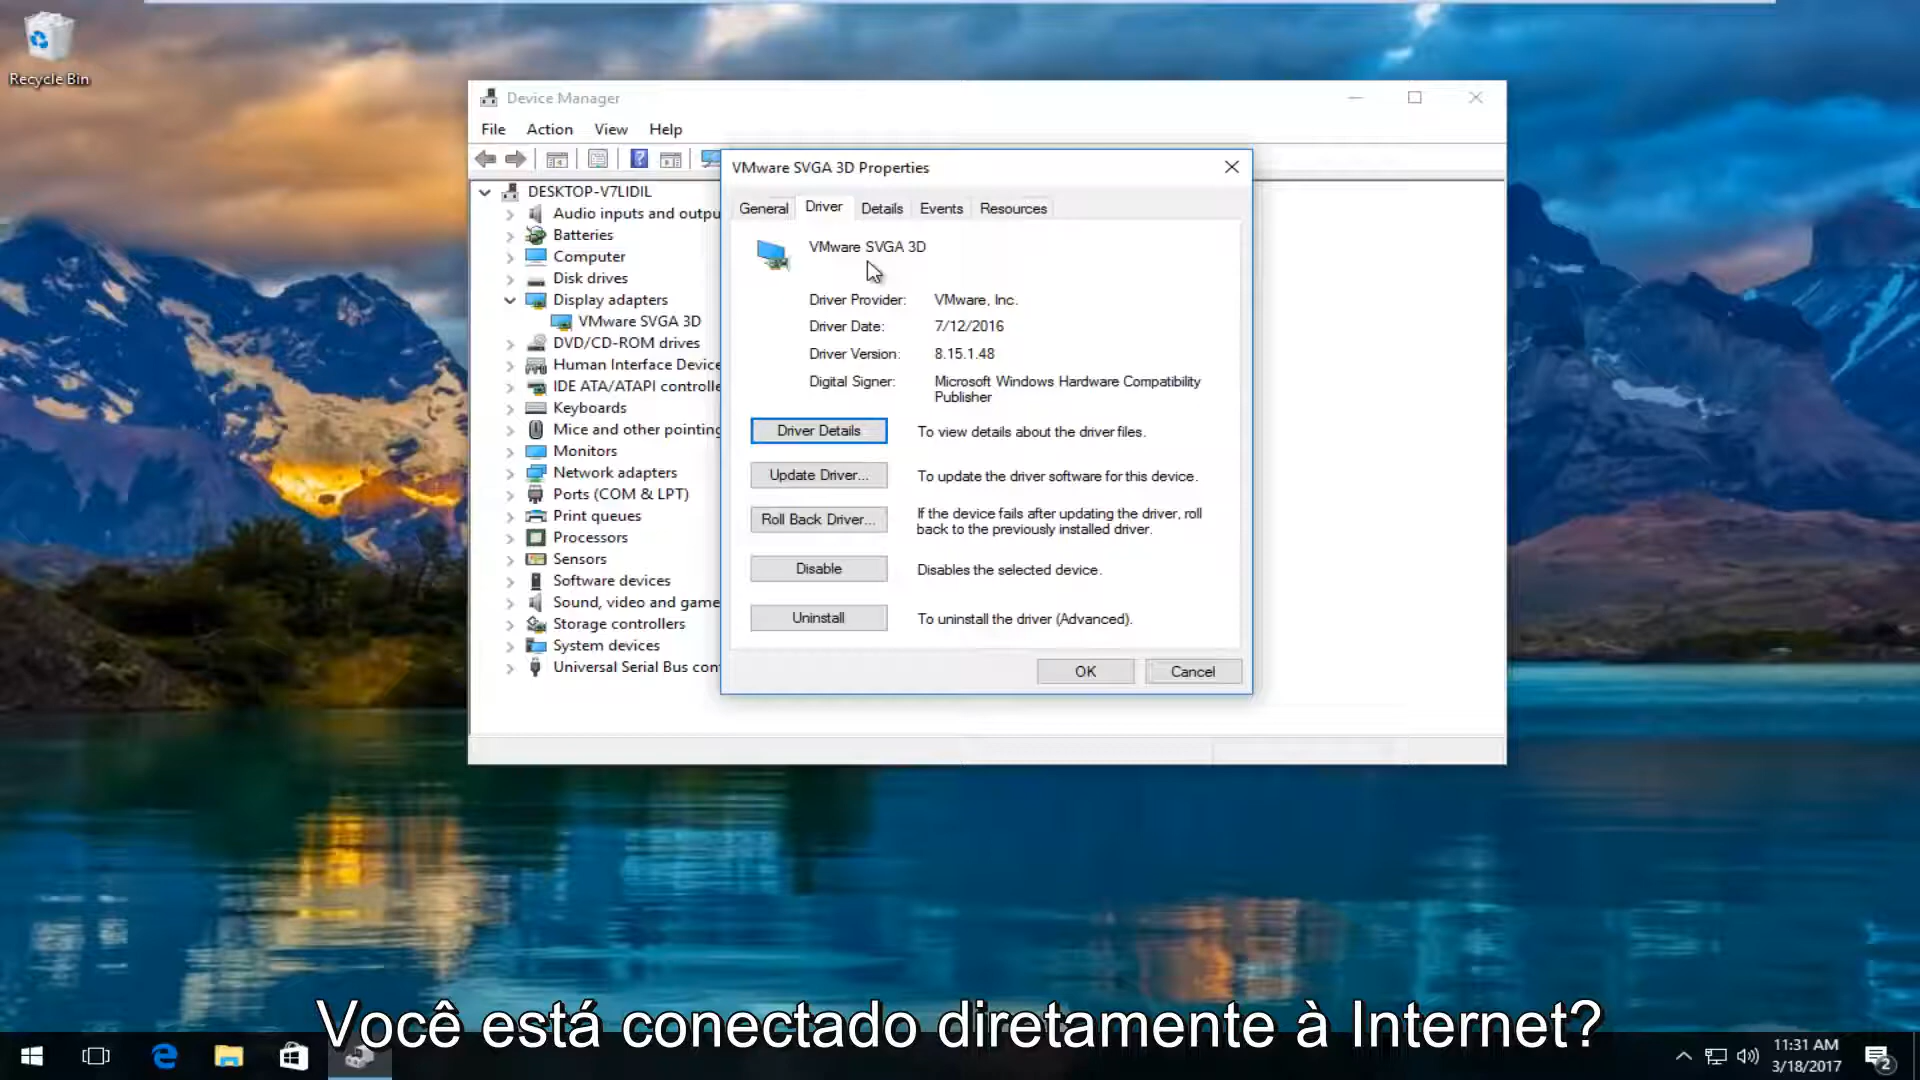 Recycle Bin
Device Manager
File Action View Help
DESKTOP-V7LIDIL
Audio inputs and outpu
Batteries
Computer
Disk drives
Display adapters
VMware SVGA 3D
DVD/CD-ROM drives
Human Interface Device
IDE ATA/ATAPI controlle
Keyboards
Mice and other pointing
Monitors
Network adapters
Ports (COM & LPT)
Print queues
Processors
Sensors
Software devices
Sound, video and game
Storage controllers
System devices
Universal Serial Bus con
VMware SVGA 3D Properties
General Driver Details Events Resources
VMware SVGA 3D
Driver Provider: VMware, Inc.
Driver Date: 7/12/2016
Driver Version: 8.15.1.48
Digital Signer: Microsoft Windows Hardware Compatibility
Publisher
Driver Details To view details about the driver files.
Update Driver... To update the driver software for this device.
Roll Back Driver... If the device fails after updating the driver, roll
back to the previously installed driver.
Disable Disables the selected device.
Uninstall To uninstall the driver (Advanced).
OK Cancel
Você está conectado diretamente à Internet?
11:31 AM
3/18/2017
2